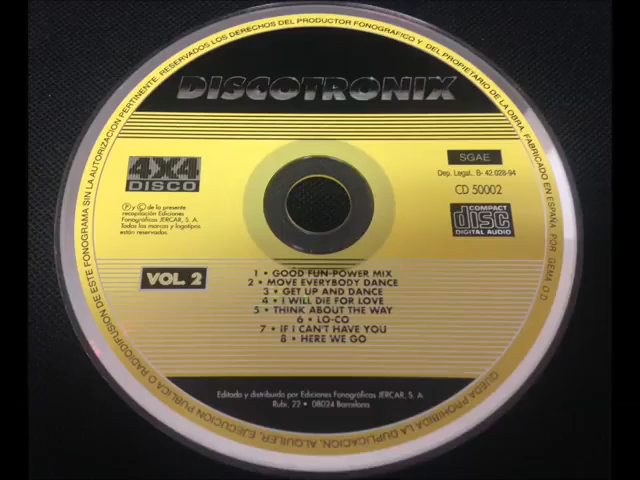 RESERVADOS LOS DERECHOS DEL PRODUCTOR FONOGRAFICO Y DEL PROPIETARIO DE LA OBRA. FABRICADO EN ESPAÑA POR GEMA O.D.
QUEDA PROHIBIDA LA DUPLICACION, ALQUILER, EJECUCION PUBLICA O RADIODIFUSION DE ESTE FONOGRAMA SIN LA AUTORIZACION PERTINENTE.
DISCOTRONIX
4X4
DISCO
SGAE
Dep. Legal. B- 42.028-94
CD 50002
COMPACT
disc
DIGITAL AUDIO
Ⓟ y Ⓒ de la presente
recopilación Ediciones
Fonográficas JERCAR, S. A.
Todas las marcas y logotipos
están reservados.
VOL. 2
1 • GOOD FUN-POWER MIX
2 • MOVE EVERYBODY DANCE
3 • GET UP AND DANCE
4 • I WILL DIE FOR LOVE
5 • THINK ABOUT THE WAY
6 • LO-CO
7 • IF I CAN'T HAVE YOU
8 • HERE WE GO
Editado y distribuido por Ediciones Fonográficas JERCAR, S. A.
Rubí, 22 • 08024 Barcelona